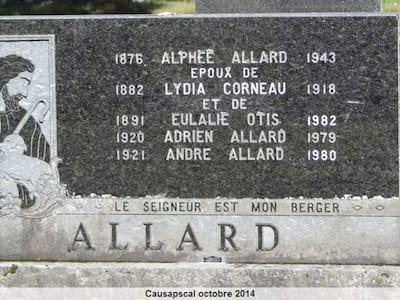 1876 ALPHÉE ALLARD 1943
EPOUX DE
1882 LYDIA CORNEAU 1918
ET DE
1891 EULALIE OTIS 1982
1920 ADRIEN ALLARD 1979
1921 ANDRE ALLARD 1980
LE SEIGNEUR EST MON BERGER
ALLARD
Causapscal octobre 2014